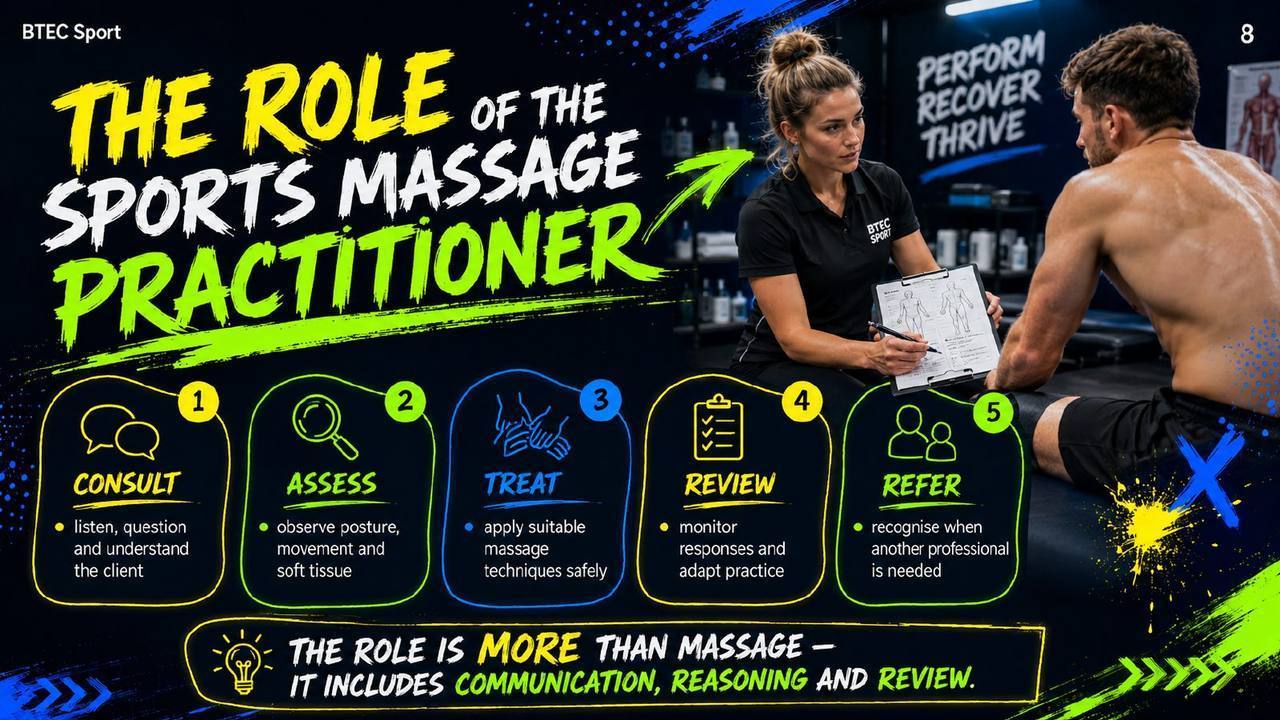 BTEC Sport
8
THE ROLE OF THE
SPORTS MASSAGE
PRACTITIONER
PERFORM
RECOVER
THRIVE
BTEC
SPORT
1
CONSULT
listen, question
and understand
the client
2
ASSESS
observe posture,
movement and
soft tissue
3
TREAT
apply suitable
massage
techniques safely
4
REVIEW
monitor
responses and
adapt practice
5
REFER
recognise when
another professional
is needed
THE ROLE IS MORE THAN MASSAGE –
IT INCLUDES COMMUNICATION, REASONING AND REVIEW.